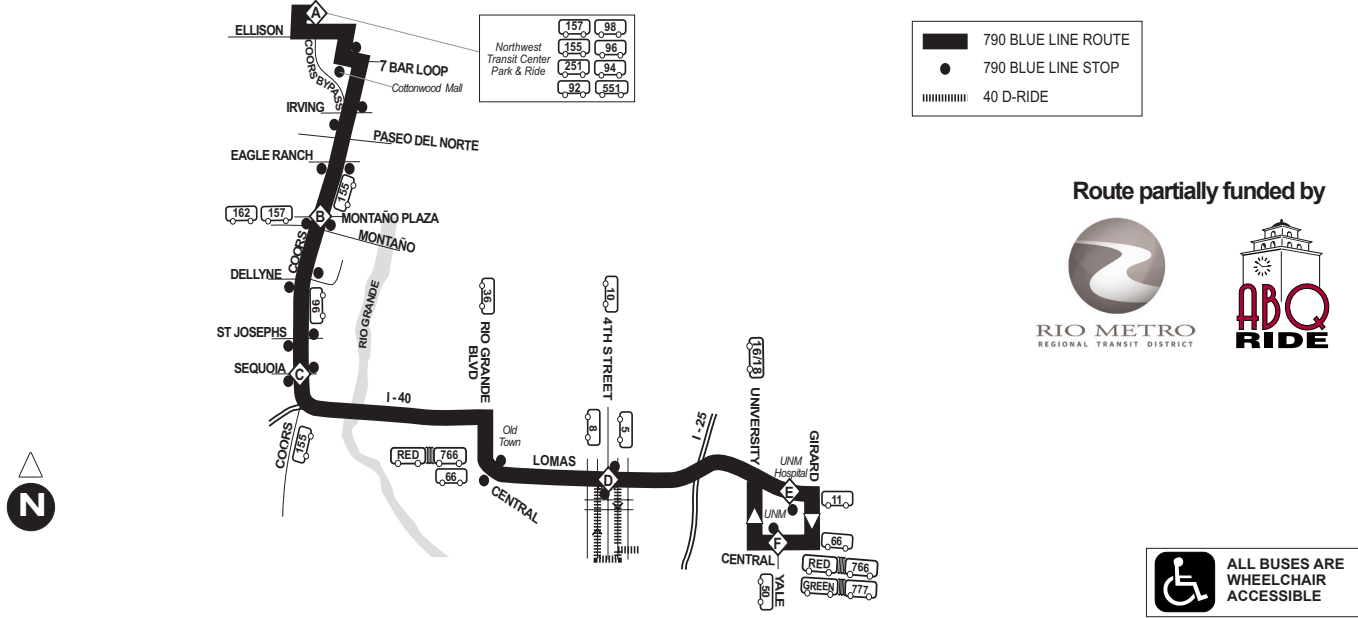 A
ELLISON
COORS BYPASS
7 BAR LOOP
Cottonwood Mall
IRVING
PASEO DEL NORTE
EAGLE RANCH
155
162
157
B
MONTAÑO PLAZA
MONTAÑO
COORS
DELLYNE
96
RIO GRANDE
ST JOSEPHS
SEQUOIA
C
I - 40
COORS
155
Northwest
Transit Center
Park & Ride
157 98
155 96
251 94
92 551
790 BLUE LINE ROUTE
790 BLUE LINE STOP
40 D-RIDE
Route partially funded by
RIO METRO
REGIONAL TRANSIT DISTRICT
ABQ
RIDE
36
RIO GRANDE
BLVD
10
4TH STREET
8
5
Old
Town
RED 766
66
LOMAS
CENTRAL
D
I - 25
16/18
UNIVERSITY
GIRARD
UNM
Hospital
E
11
UNM
F
66
CENTRAL
RED 766
GREEN 777
YALE
50
N
ALL BUSES ARE
WHEELCHAIR
ACCESSIBLE